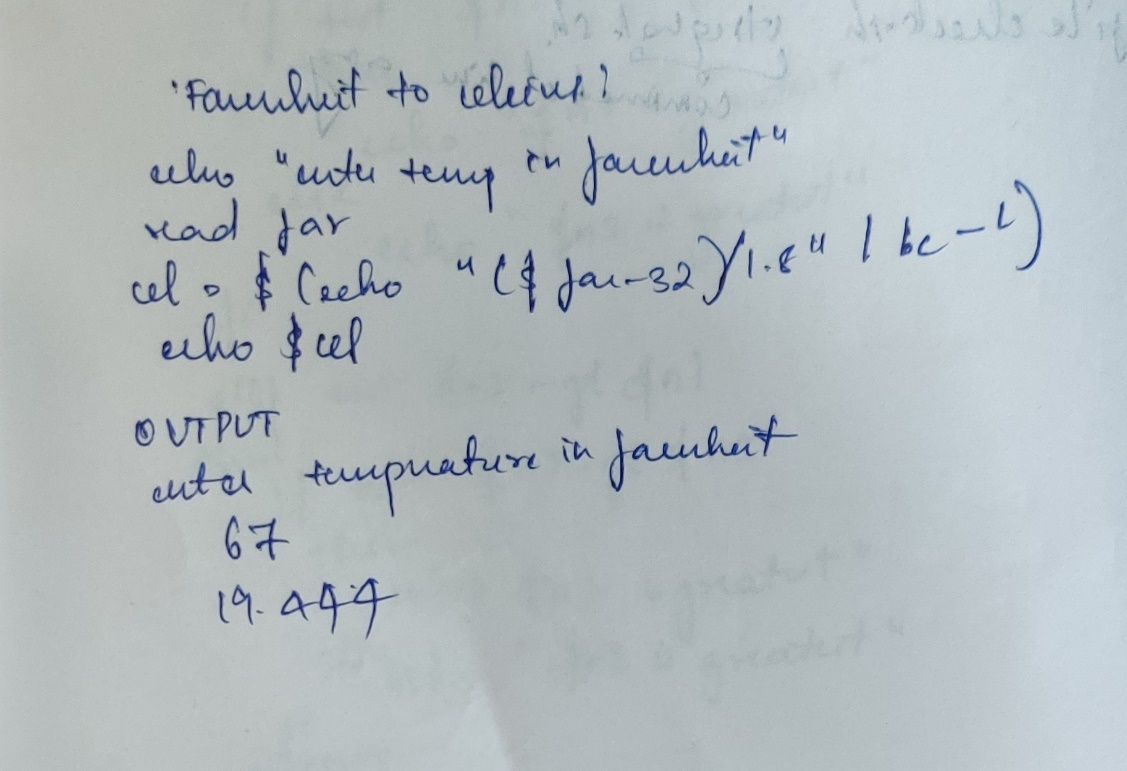 'Farenheit to celcius'
echo "enter temp in farenheit"
read far
cel = $ (echo "($ far-32)/1.8" | bc -l)
echo $ cel
OUTPUT
enter temperature in farenheit
67
19.444